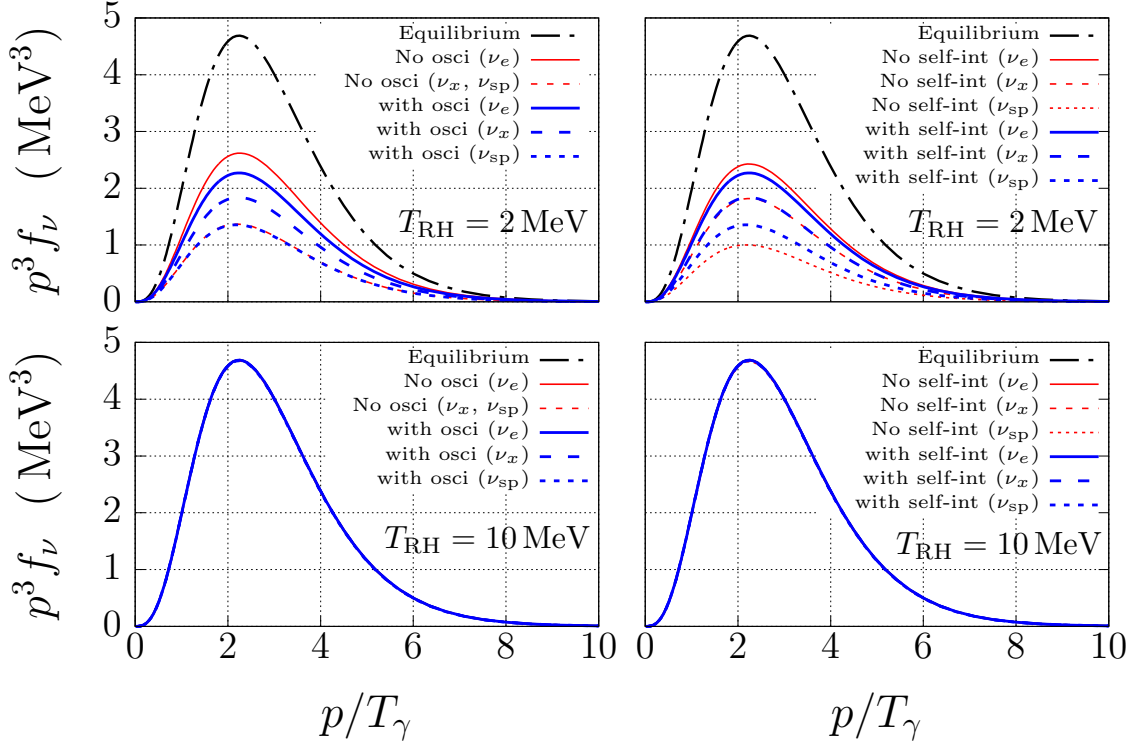 p³ f_ν ( MeV³)
5
4
3
2
1
0
Equilibrium
No osci (ν_e)
No osci (ν_x, ν_sp)
with osci (ν_e)
with osci (ν_x)
with osci (ν_sp)
T_RH = 2 MeV
Equilibrium
No self-int (ν_e)
No self-int (ν_x)
No self-int (ν_sp)
with self-int (ν_e)
with self-int (ν_x)
with self-int (ν_sp)
T_RH = 2 MeV
p³ f_ν ( MeV³)
5
4
3
2
1
0
Equilibrium
No osci (ν_e)
No osci (ν_x, ν_sp)
with osci (ν_e)
with osci (ν_x)
with osci (ν_sp)
T_RH = 10 MeV
0 2 4 6 8 10
p/T_γ
Equilibrium
No self-int (ν_e)
No self-int (ν_x)
No self-int (ν_sp)
with self-int (ν_e)
with self-int (ν_x)
with self-int (ν_sp)
T_RH = 10 MeV
0 2 4 6 8 10
p/T_γ